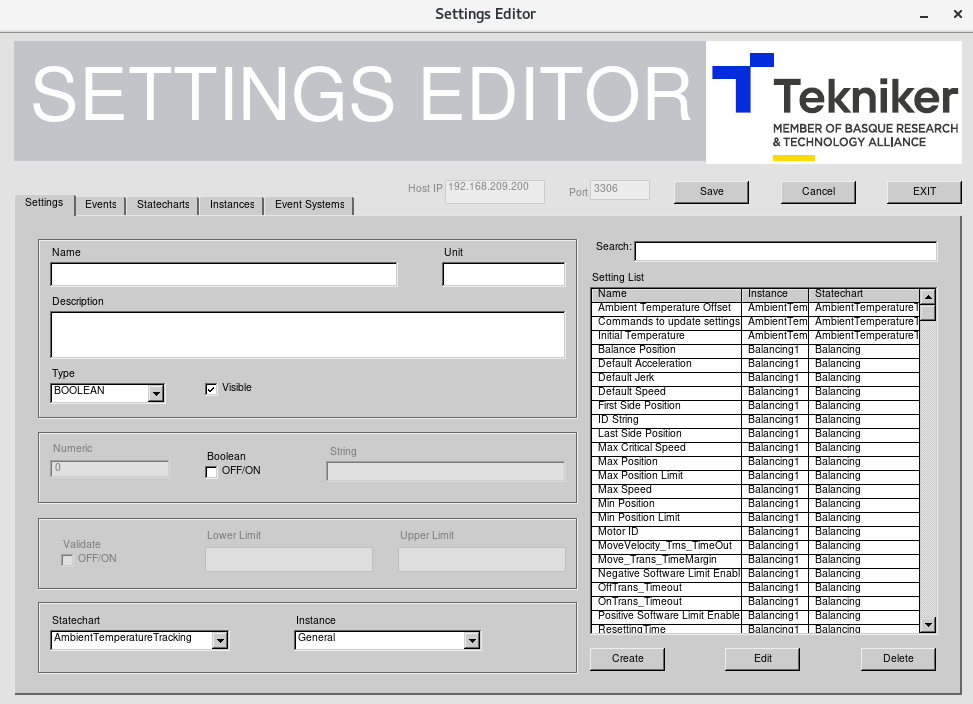 Settings Editor
SETTINGS EDITOR
Tekniker
MEMBER OF BASQUE RESEARCH
& TECHNOLOGY ALLIANCE
Host IP 192.168.209.200 Port 3306 Save Cancel EXIT
Settings Events Statecharts Instances Event Systems
Name Unit
Description
Type
BOOLEAN Visible
Numeric Boolean String
0 OFF/ON
Validate Lower Limit Upper Limit
OFF/ON
Statechart Instance
AmbientTemperatureTracking General
Search:
Setting List
Name Instance Statechart
Ambient Temperature Offset AmbientTem AmbientTemperatureT
Commands to update settings AmbientTem AmbientTemperatureT
Initial Temperature AmbientTem AmbientTemperatureT
Balance Position Balancing1 Balancing
Default Acceleration Balancing1 Balancing
Default Jerk Balancing1 Balancing
Default Speed Balancing1 Balancing
First Side Position Balancing1 Balancing
ID String Balancing1 Balancing
Last Side Position Balancing1 Balancing
Max Critical Speed Balancing1 Balancing
Max Position Balancing1 Balancing
Max Position Limit Balancing1 Balancing
Max Speed Balancing1 Balancing
Min Position Balancing1 Balancing
Min Position Limit Balancing1 Balancing
Motor ID Balancing1 Balancing
MoveVelocity_Trns_TimeOut Balancing1 Balancing
Move_Trans_TimeMargin Balancing1 Balancing
Negative Software Limit Enabl Balancing1 Balancing
OffTrans_Timeout Balancing1 Balancing
OnTrans_Timeout Balancing1 Balancing
Positive Software Limit Enable Balancing1 Balancing
ResettingTime Balancing1 Balancing
Create Edit Delete